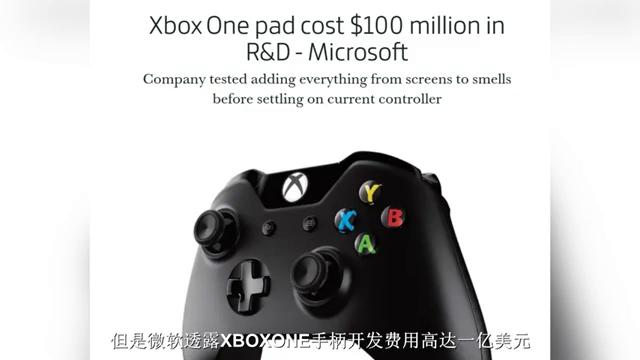 Xbox One pad cost $100 million in
R&D - Microsoft
Company tested adding everything from screens to smells
before settling on current controller
Y
X
B
A
但是微软透露XBOXONE手柄开发费用高达一亿美元